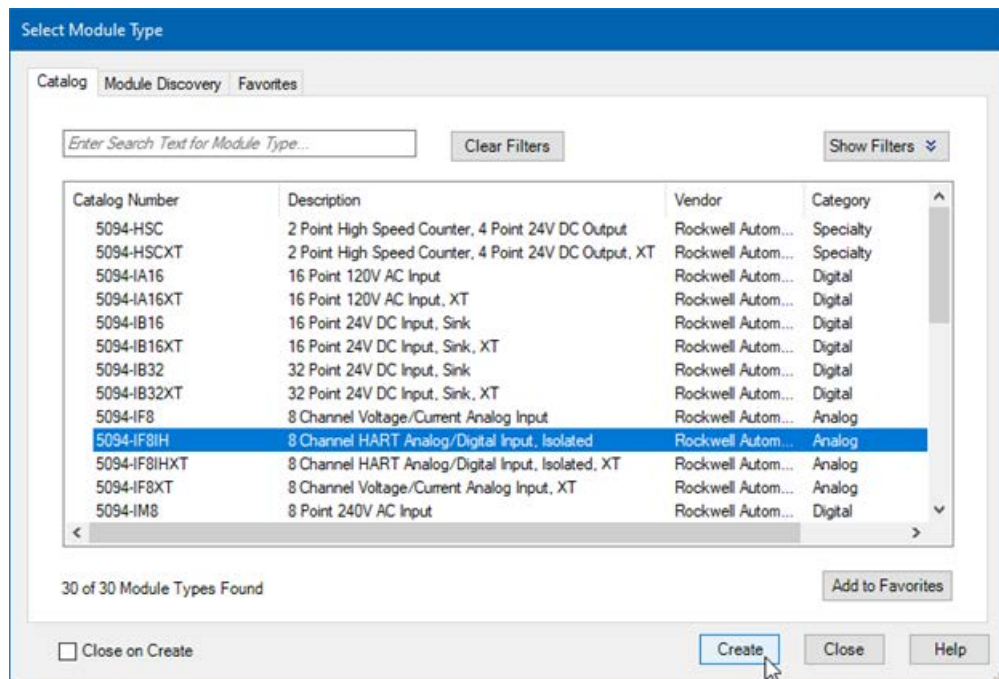 Select Module Type
Catalog Module Discovery Favorites
Enter Search Text for Module Type... Clear Filters Show Filters
Catalog Number Description Vendor Category
5094-HSC 2 Point High Speed Counter, 4 Point 24V DC Output Rockwell Autom... Specialty
5094-HSCXT 2 Point High Speed Counter, 4 Point 24V DC Output, XT Rockwell Autom... Specialty
5094-IA16 16 Point 120V AC Input Rockwell Autom... Digital
5094-IA16XT 16 Point 120V AC Input, XT Rockwell Autom... Digital
5094-IB16 16 Point 24V DC Input, Sink Rockwell Autom... Digital
5094-IB16XT 16 Point 24V DC Input, Sink, XT Rockwell Autom... Digital
5094-IB32 32 Point 24V DC Input, Sink Rockwell Autom... Digital
5094-IB32XT 32 Point 24V DC Input, Sink, XT Rockwell Autom... Digital
5094-IF8 8 Channel Voltage/Current Analog Input Rockwell Autom... Analog
5094-IF8IH 8 Channel HART Analog/Digital Input, Isolated Rockwell Autom... Analog
5094-IF8IHXT 8 Channel HART Analog/Digital Input, Isolated, XT Rockwell Autom... Analog
5094-IF8XT 8 Channel Voltage/Current Analog Input, XT Rockwell Autom... Analog
5094-IM8 8 Point 240V AC Input Rockwell Autom... Digital
30 of 30 Module Types Found Add to Favorites
Close on Create Create Close Help